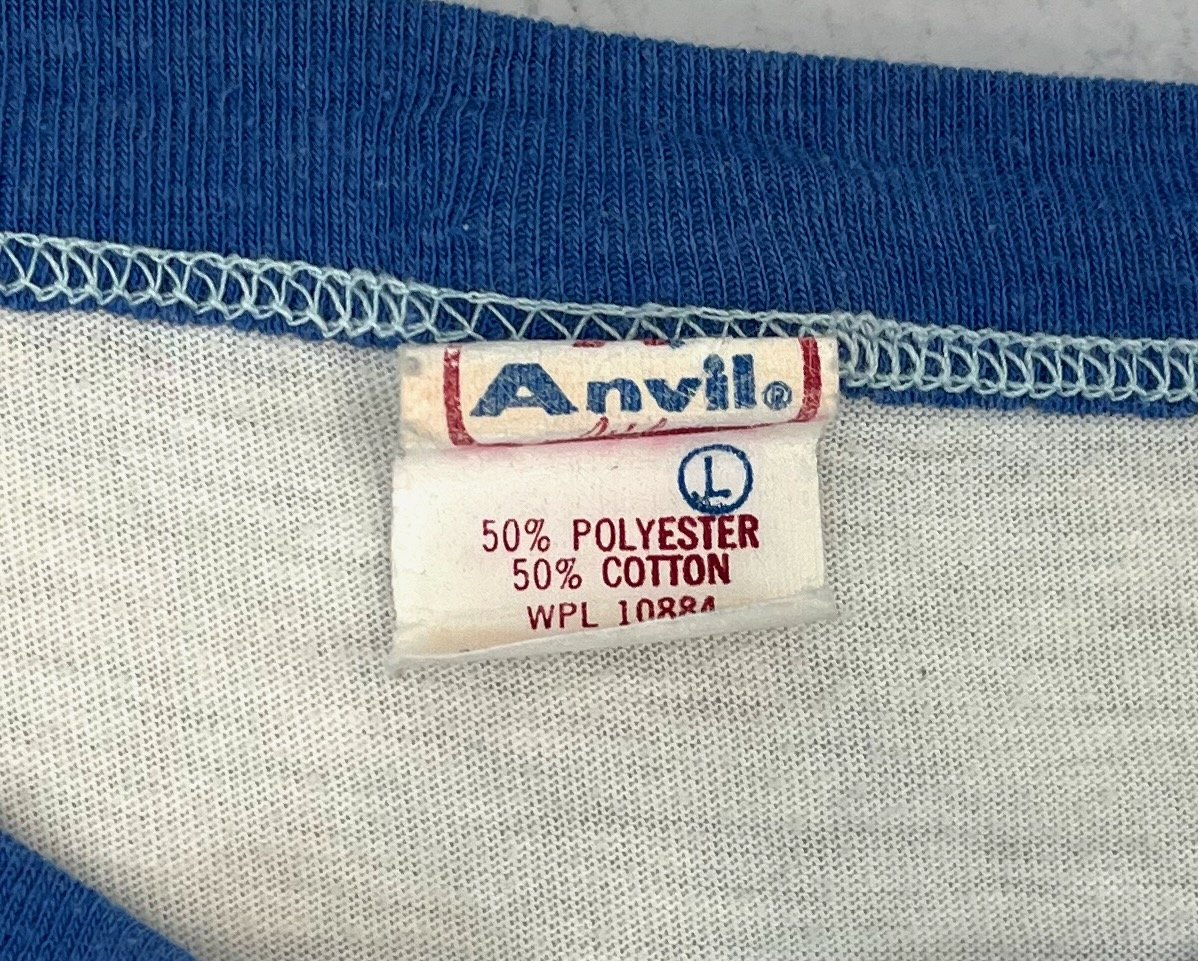 Anvil®
L
50% POLYESTER
50% COTTON
WPL 10884